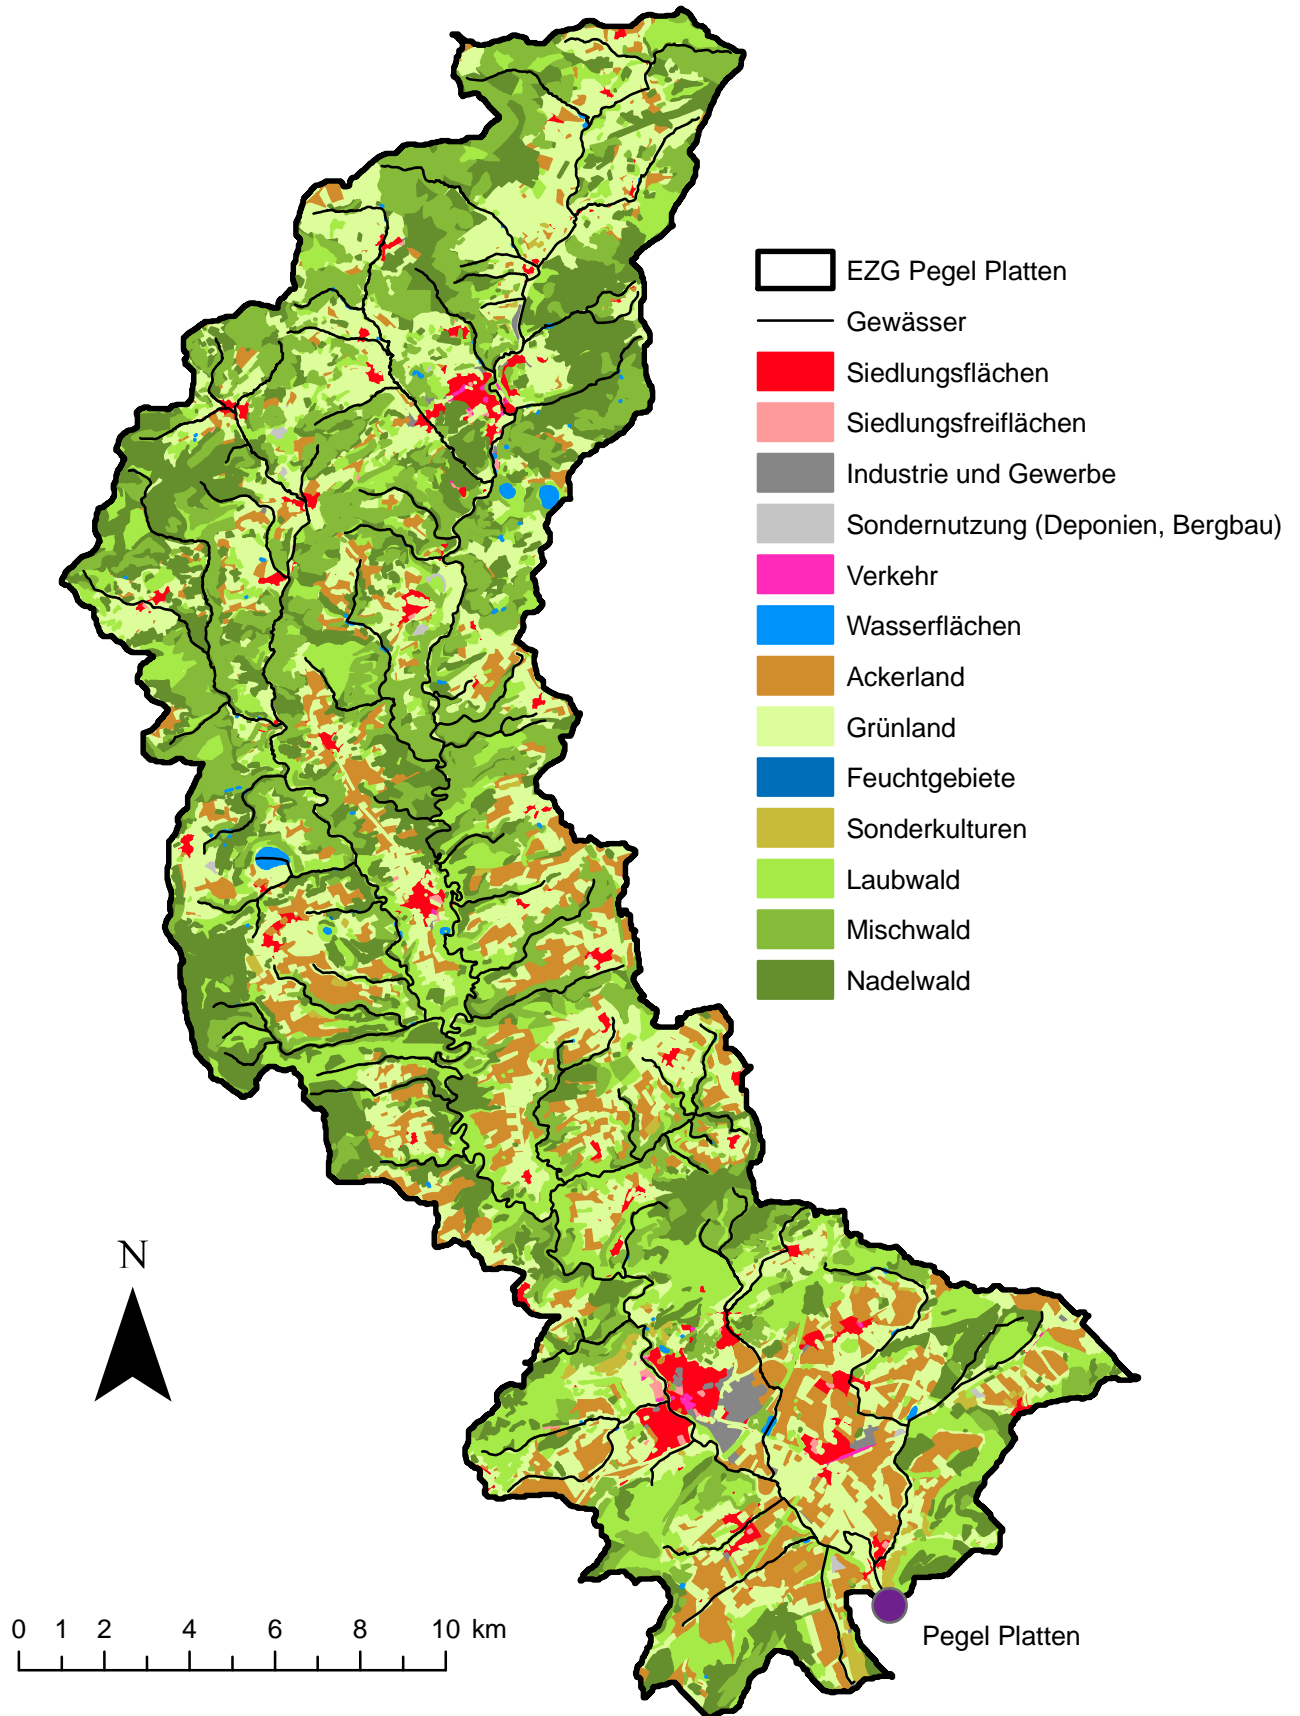 EZG Pegel Platten
Gewässer
Siedlungsflächen
Siedlungsfreiflächen
Industrie und Gewerbe
Sondernutzung (Deponien, Bergbau)
Verkehr
Wasserflächen
Ackerland
Grünland
Feuchtgebiete
Sonderkulturen
Laubwald
Mischwald
Nadelwald
N
0 1 2 4 6 8 10 km
Pegel Platten